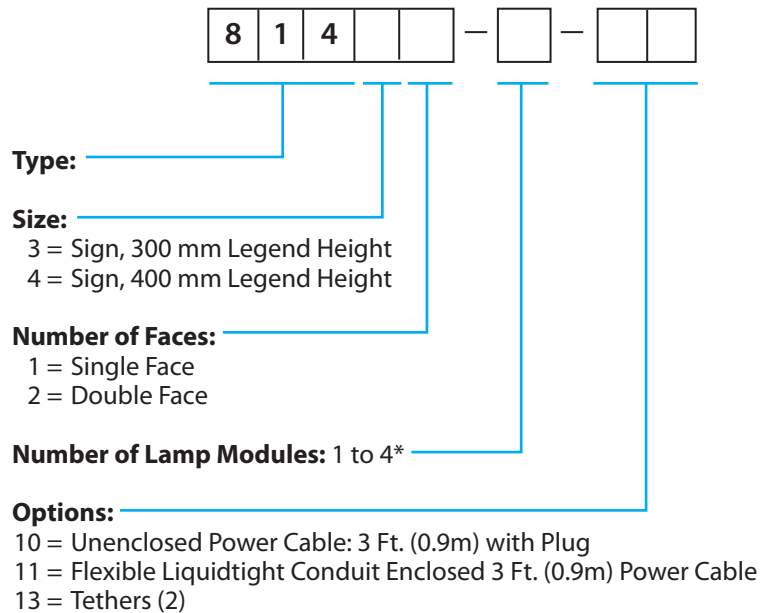 8 1 4 – –
Type:
Size:
3 = Sign, 300 mm Legend Height
4 = Sign, 400 mm Legend Height
Number of Faces:
1 = Single Face
2 = Double Face
Number of Lamp Modules: 1 to 4*
Options:
10 = Unenclosed Power Cable: 3 Ft. (0.9m) with Plug
11 = Flexible Liquidtight Conduit Enclosed 3 Ft. (0.9m) Power Cable
13 = Tethers (2)